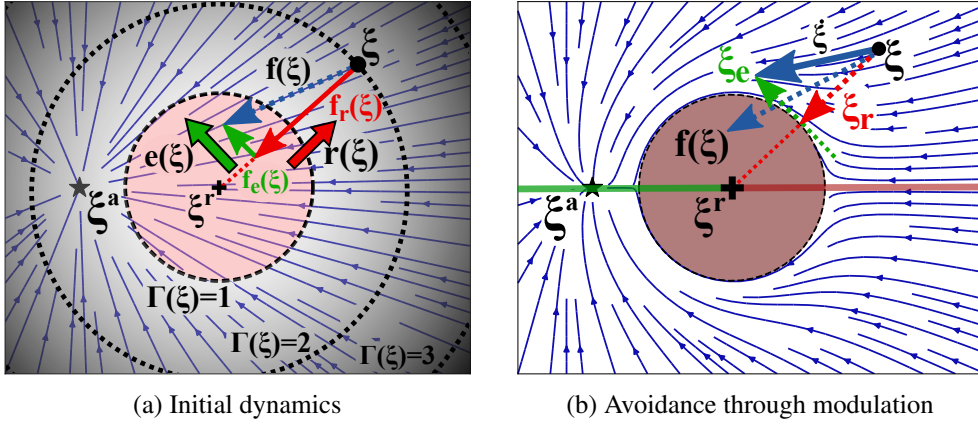 ξ
f(ξ)
f_r(ξ)
e(ξ)
r(ξ)
f_e(ξ)
ξ^a
ξ^r
Γ(ξ)=1
Γ(ξ)=2
Γ(ξ)=3
(a) Initial dynamics
ξ̇
ξ
ξ_e
ξ_r
f(ξ)
ξ^a
ξ^r
(b) Avoidance through modulation